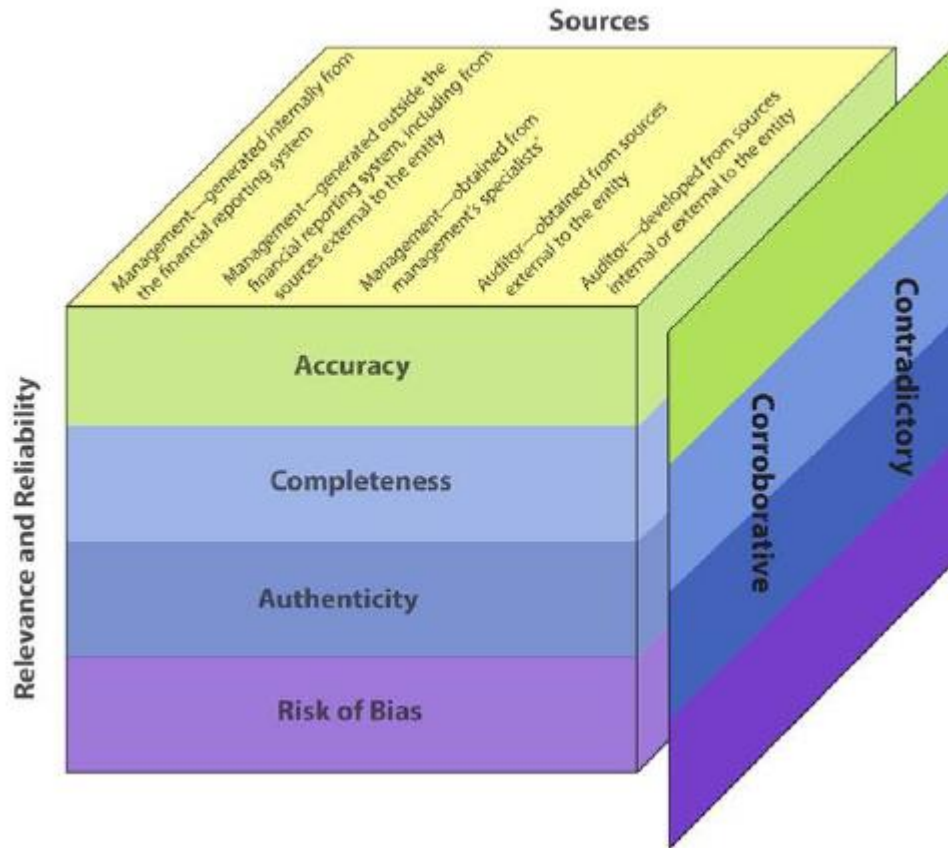 Sources
Management—generated internally from
the financial reporting system
Management—generated outside the
financial reporting system, including from
sources external to the entity
Management—obtained from
management's specialists'
Auditor—obtained from sources
external to the entity
Auditor—developed from sources
internal or external to the entity
Relevance and Reliability
Accuracy
Completeness
Authenticity
Risk of Bias
Corroborative
Contradictory